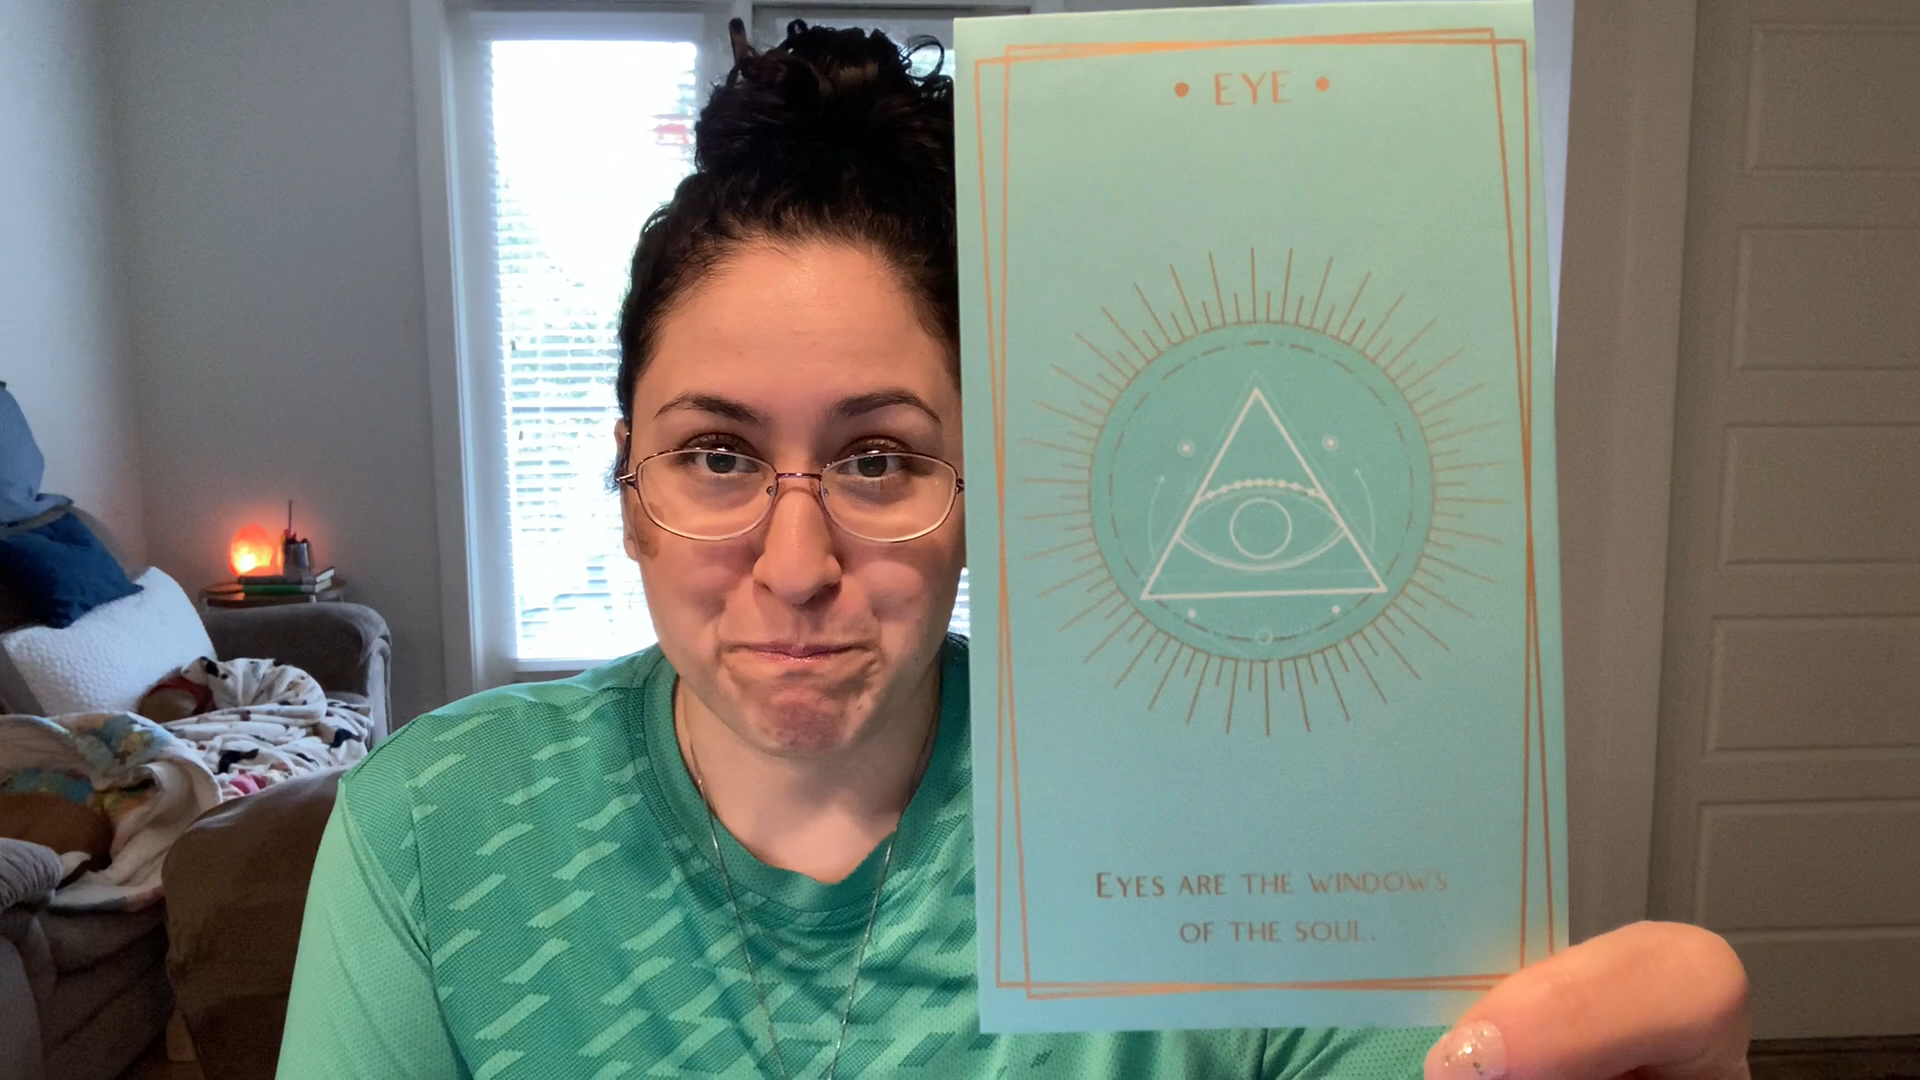 • EYE •
EYES ARE THE WINDOWS
OF THE SOUL.